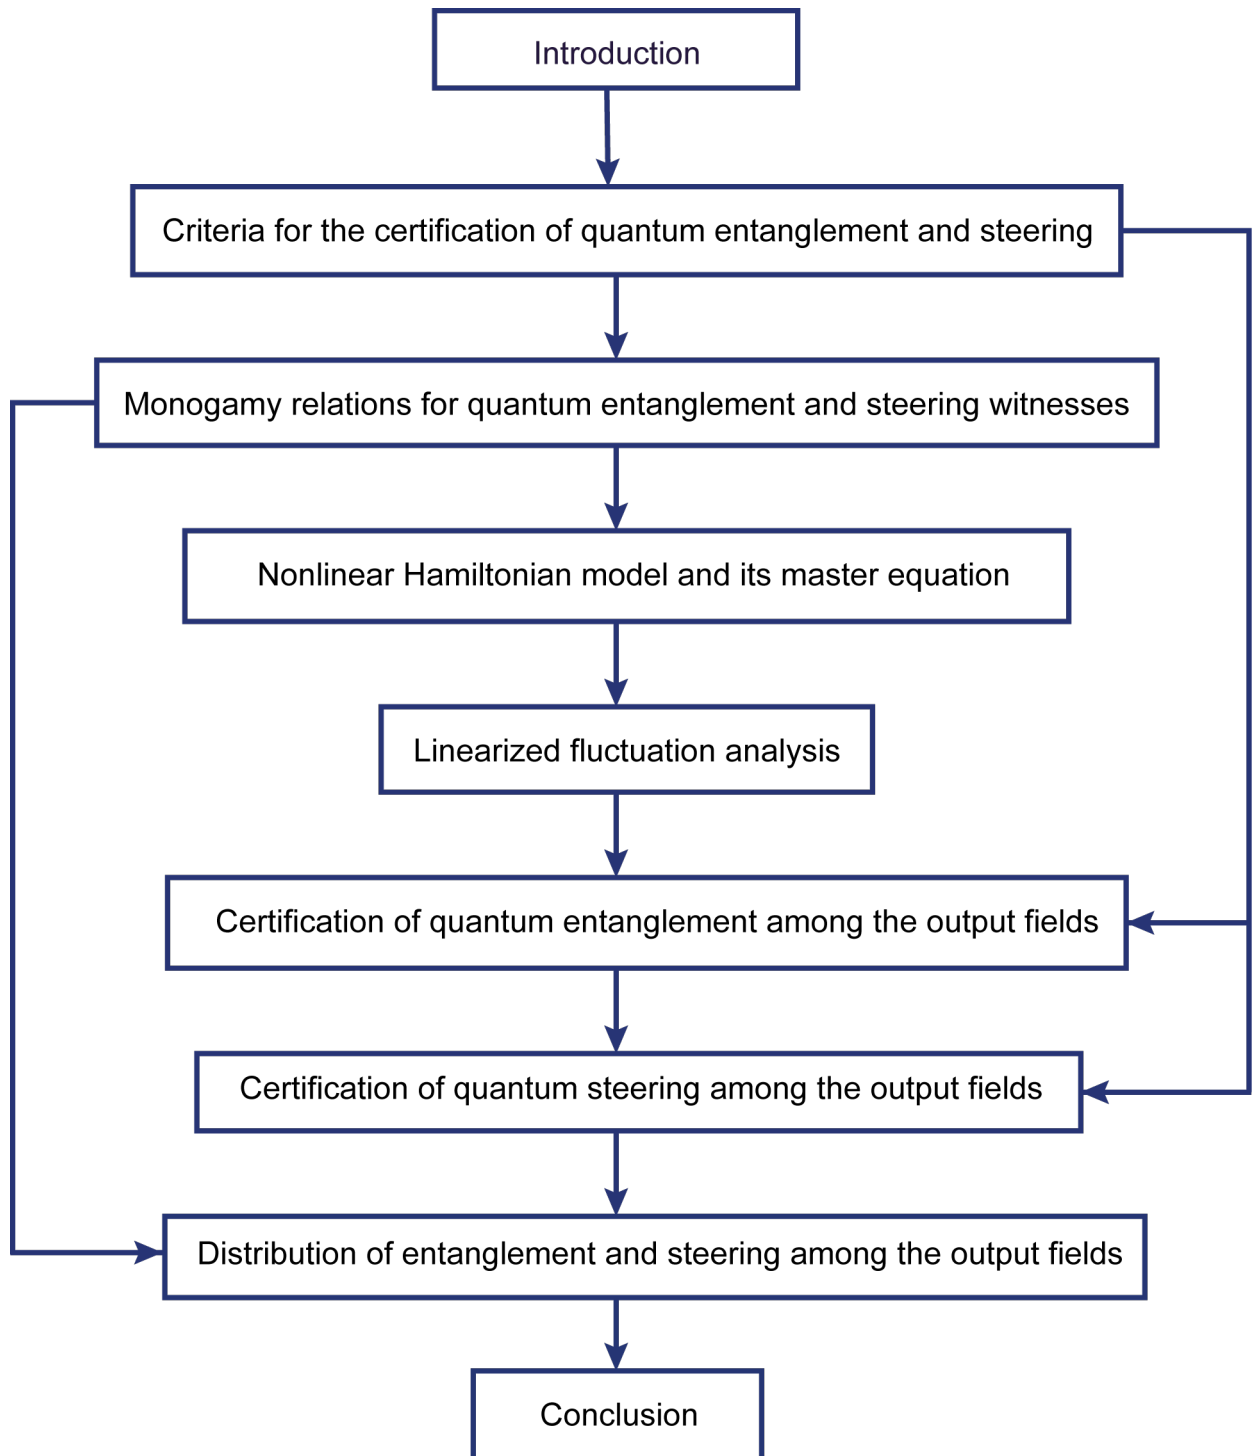 Introduction
Criteria for the certification of quantum entanglement and steering
Monogamy relations for quantum entanglement and steering witnesses
Nonlinear Hamiltonian model and its master equation
Linearized fluctuation analysis
Certification of quantum entanglement among the output fields
Certification of quantum steering among the output fields
Distribution of entanglement and steering among the output fields
Conclusion